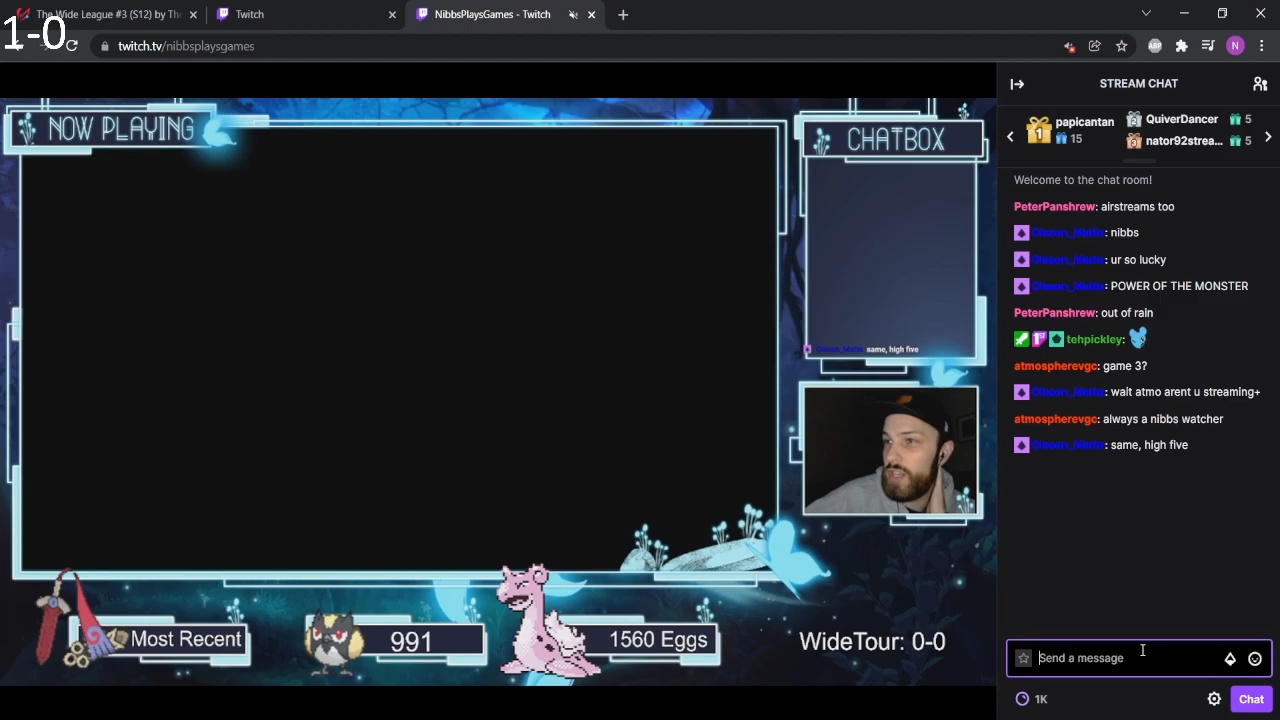 The Wide League #3 (S12) by The
Twitch
NibbsPlaysGames - Twitch
1-0
twitch.tv/nibbsplaysgames
ABP
N
NOW PLAYING
CHATBOX
same, high five
Most Recent
991
1560 Eggs
WideTour: 0-0
STREAM CHAT
papicantan
15
QuiverDancer 5
nator92strea... 5
Welcome to the chat room!
PeterPanshrew: airstreams too
: nibbs
: ur so lucky
: POWER OF THE MONSTER
PeterPanshrew: out of rain
tehpickley:
atmospherevgc: game 3?
: wait atmo arent u streaming+
atmospherevgc: always a nibbs watcher
: same, high five
Send a message
1K
Chat